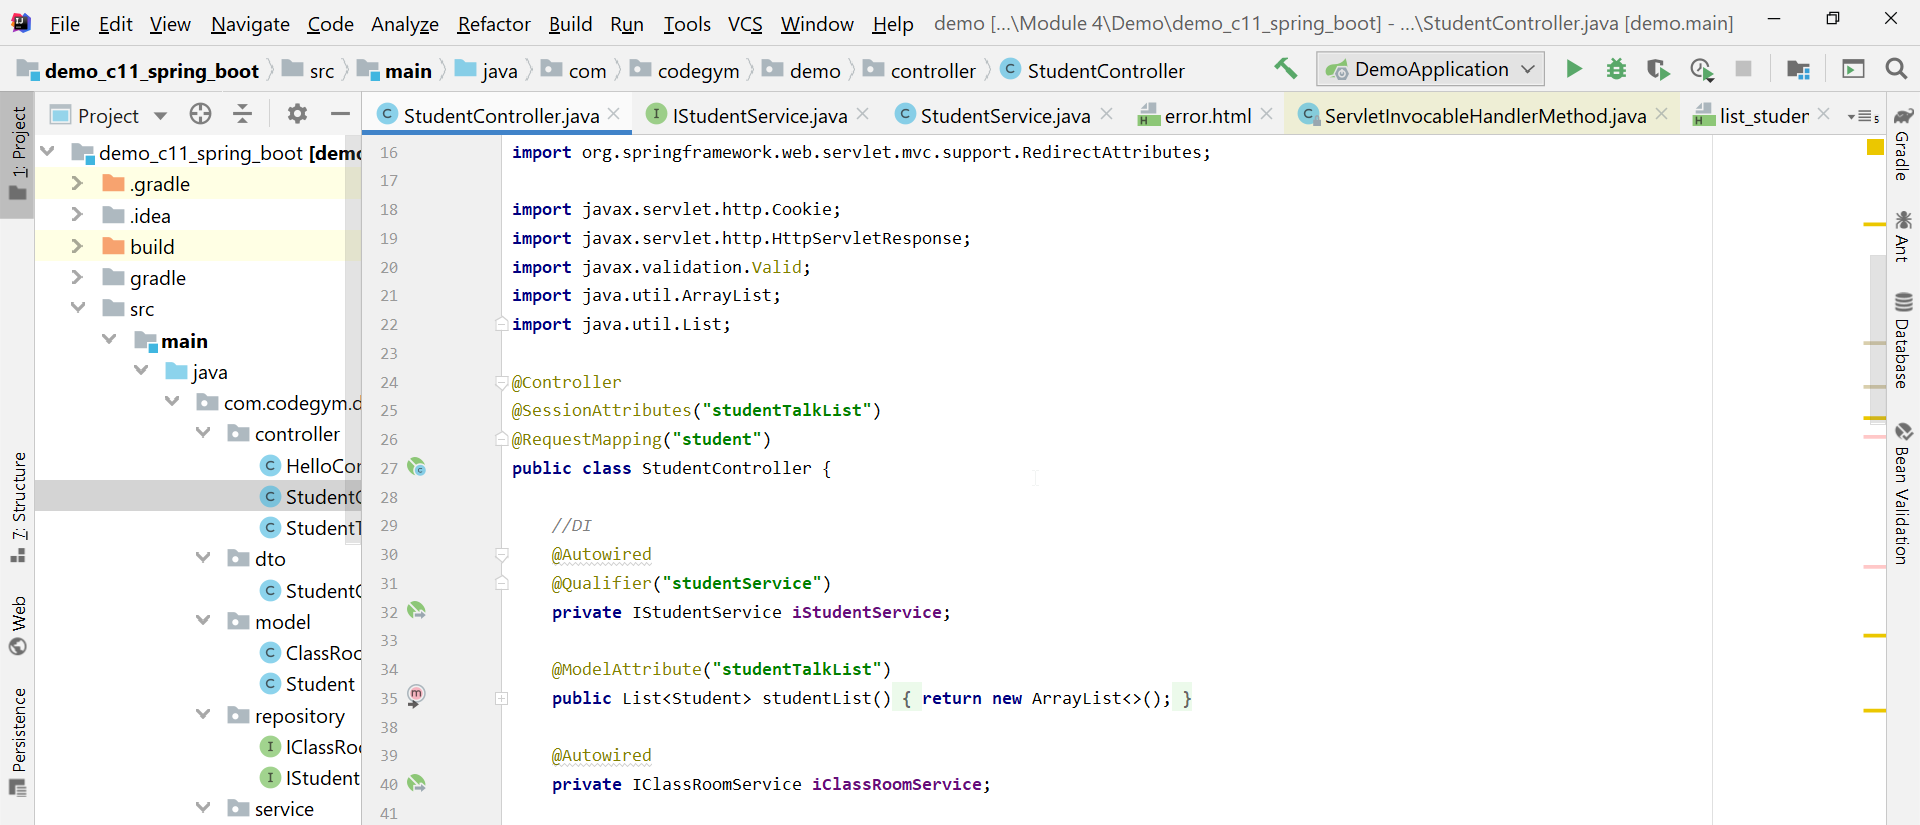 File Edit View Navigate Code Analyze Refactor Build Run Tools VCS Window Help demo [...\Module 4\Demo\demo_c11_spring_boot] - ...\StudentController.java [demo.main]
demo_c11_spring_boot src main java com codegym demo controller StudentController DemoApplication
Project StudentController.java IStudentService.java StudentService.java error.html ServletInvocableHandlerMethod.java list_studen 5
1: Project
7: Structure
Web
Persistence
demo_c11_spring_boot [demo
.gradle
.idea
build
gradle
src
main
java
com.codegym.d
controller
HelloCon
StudentC
StudentT
dto
StudentC
model
ClassRoo
Student
repository
IClassRoo
IStudent
service
16 import org.springframework.web.servlet.mvc.support.RedirectAttributes;
17
18 import javax.servlet.http.Cookie;
19 import javax.servlet.http.HttpServletResponse;
20 import javax.validation.Valid;
21 import java.util.ArrayList;
22 import java.util.List;
23
24 @Controller
25 @SessionAttributes("studentTalkList")
26 @RequestMapping("student")
27 public class StudentController {
28
29 //DI
30 @Autowired
31 @Qualifier("studentService")
32 private IStudentService iStudentService;
33
34 @ModelAttribute("studentTalkList")
35 public List<Student> studentList() { return new ArrayList<>(); }
38
39 @Autowired
40 private IClassRoomService iClassRoomService;
41
Gradle
Ant
Database
Bean Validation